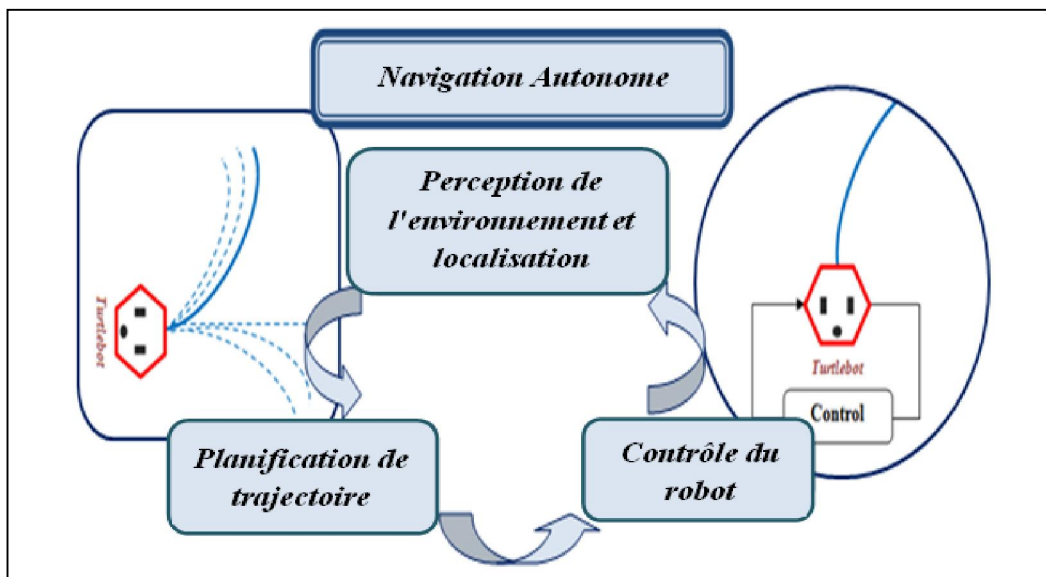 Navigation Autonome
Perception de
l'environnement et
localisation
Turtlebot
Turtlebot
Control
Planification de
trajectoire
Contrôle du
robot